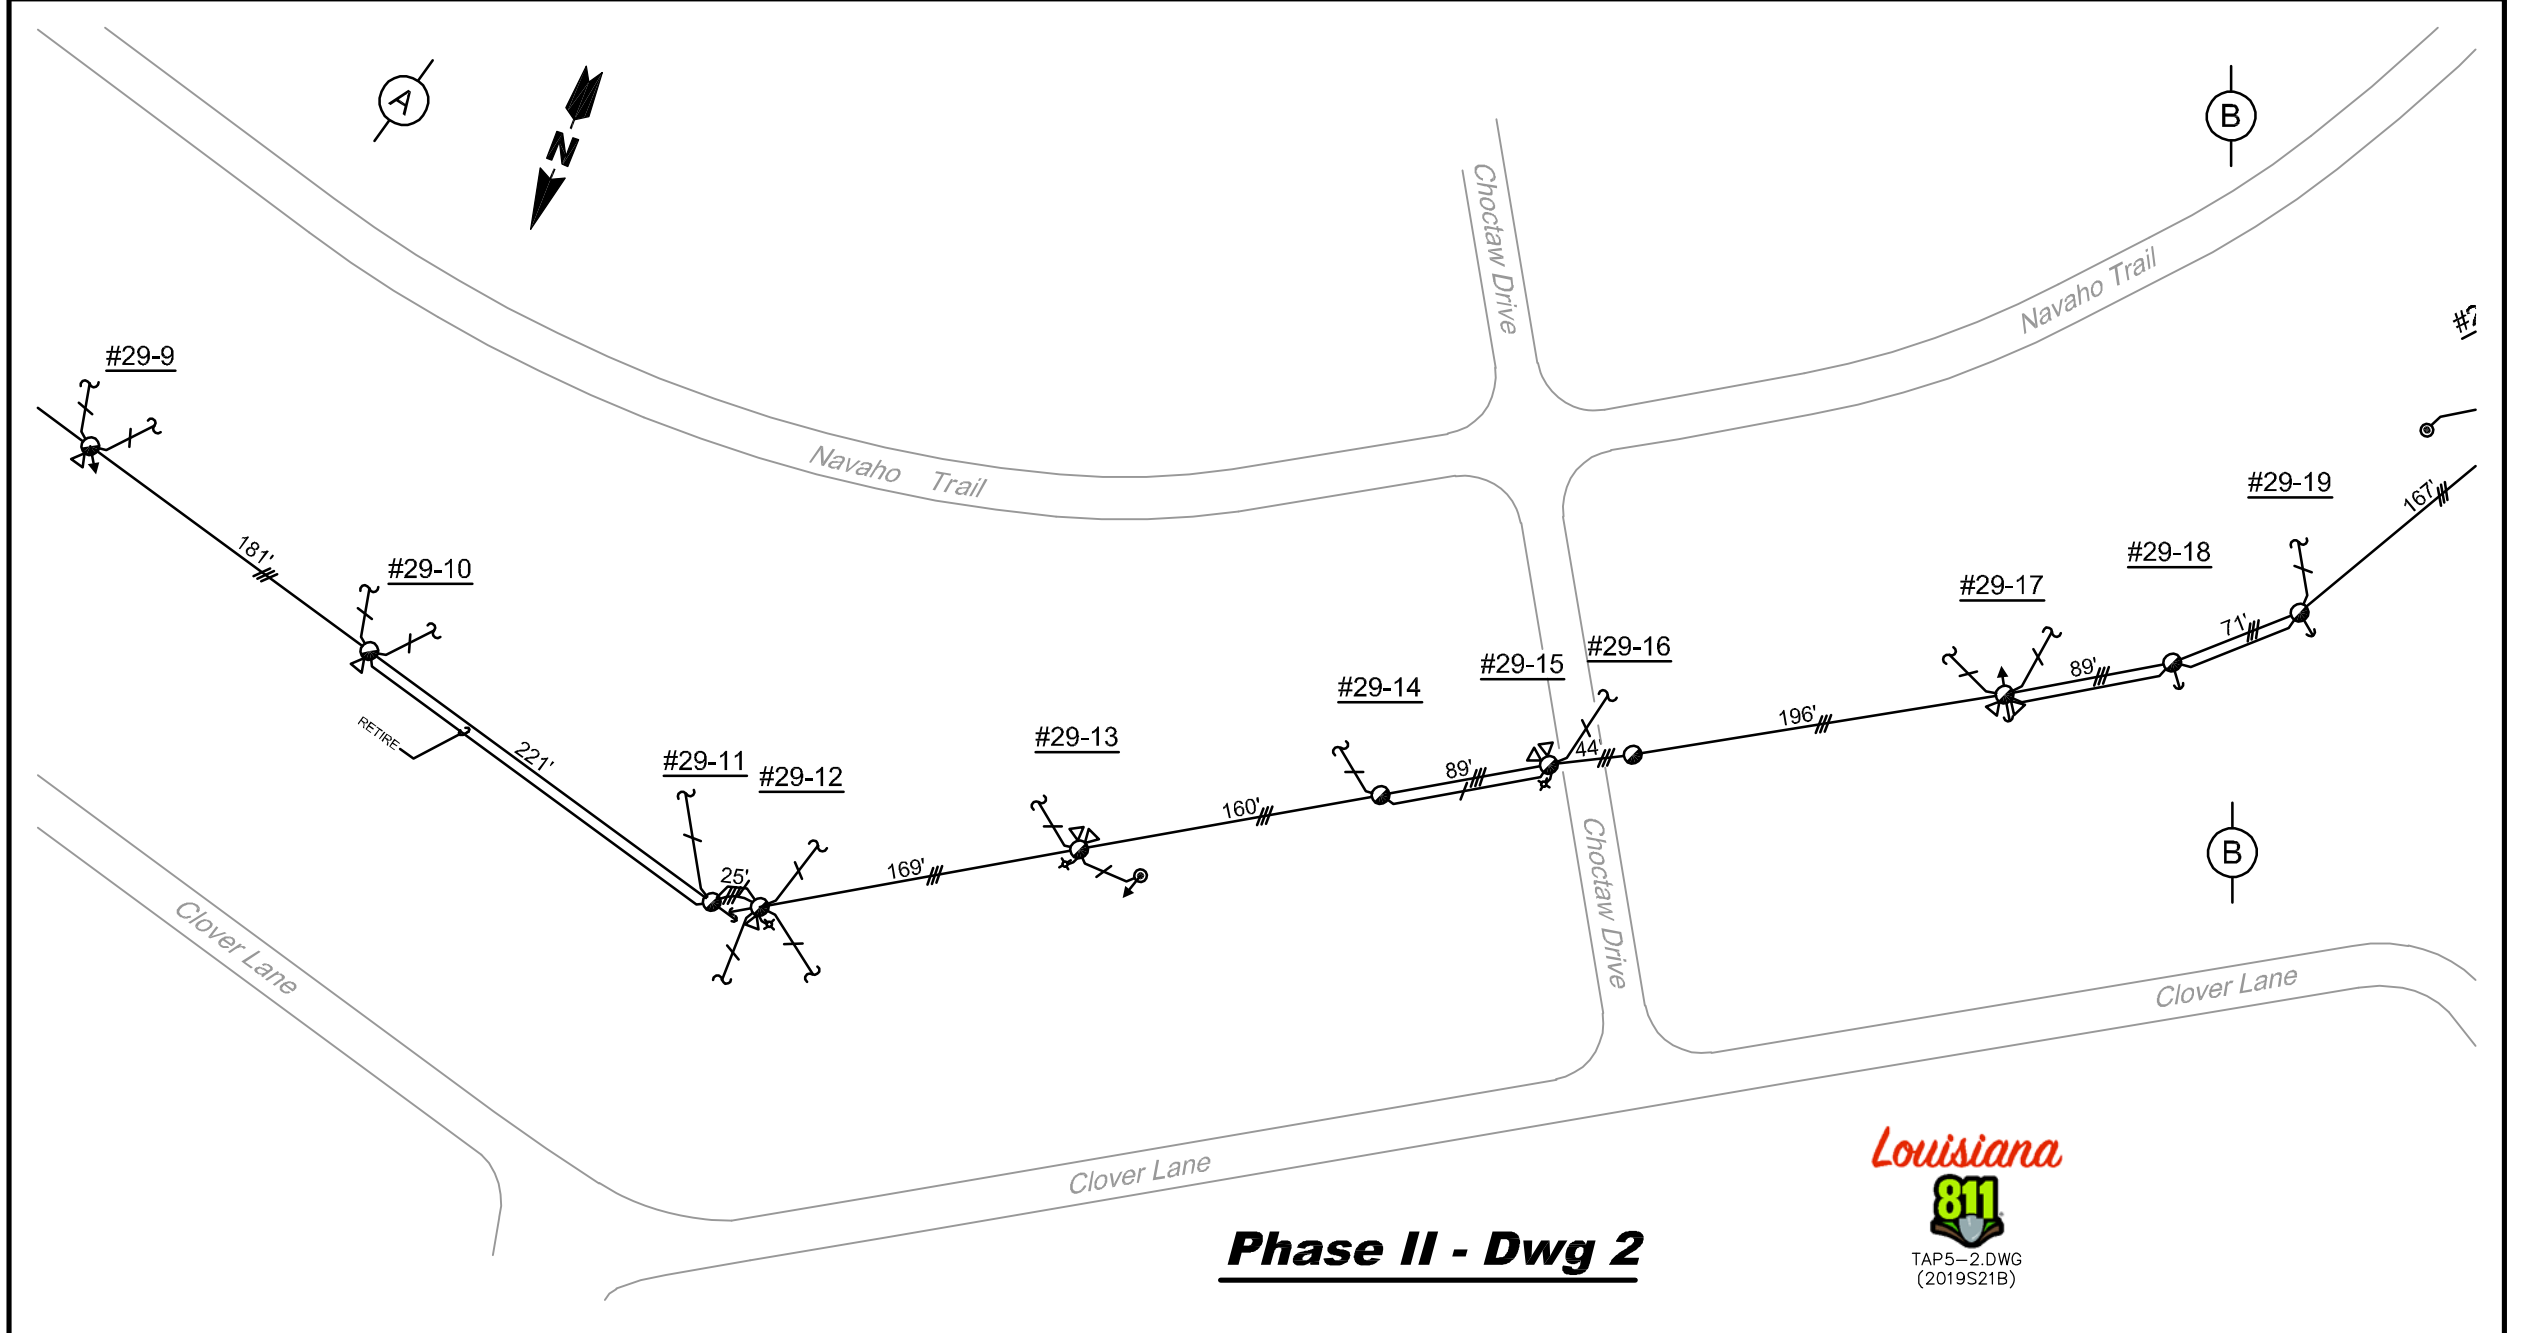 A
N
B
Choctaw Drive
Navaho Trail
#2
#29-9
Navaho Trail
#29-19
167'
181'
#29-10
#29-18
#29-17
71'
89'
#29-16
#29-15
#29-14
196'
44'
RETIRE
221'
#29-13
#29-11
#29-12
89'
160'
25'
169'
B
Choctaw Drive
Clover Lane
Clover Lane
Clover Lane
Louisiana
811
Phase II - Dwg 2
TAP5-2.DWG
(2019S21B)